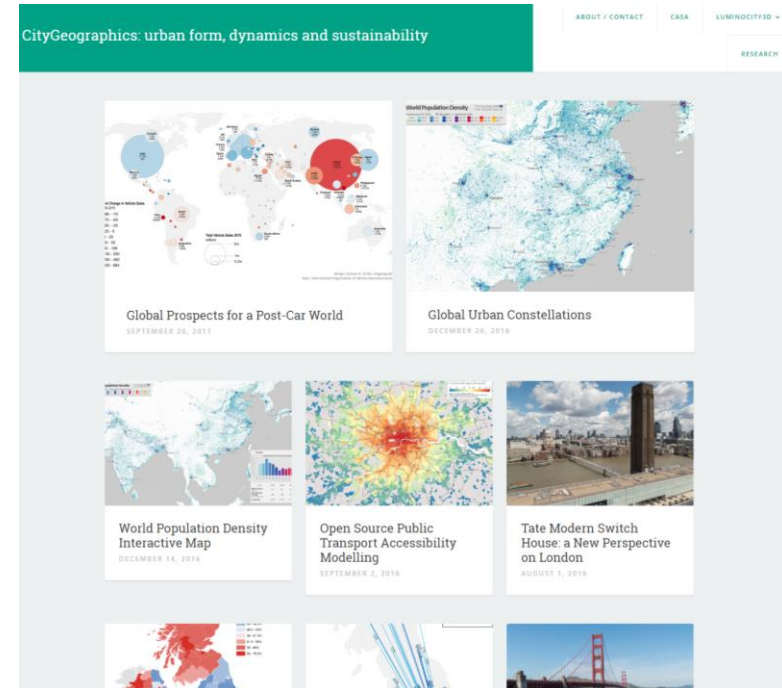 CityGeographics: urban form, dynamics and sustainability
ABOUT / CONTACT
CASA
LUMINOCITY3D
RESEARCH
World Population Density
Global Prospects for a Post-Car World
SEPTEMBER 26, 2017
Global Urban Constellations
DECEMBER 20, 2016
World Population Density
Interactive Map
DECEMBER 14, 2016
Open Source Public
Transport Accessibility
Modelling
SEPTEMBER 2, 2016
Tate Modern Switch
House: a New Perspective
on London
AUGUST 1, 2016